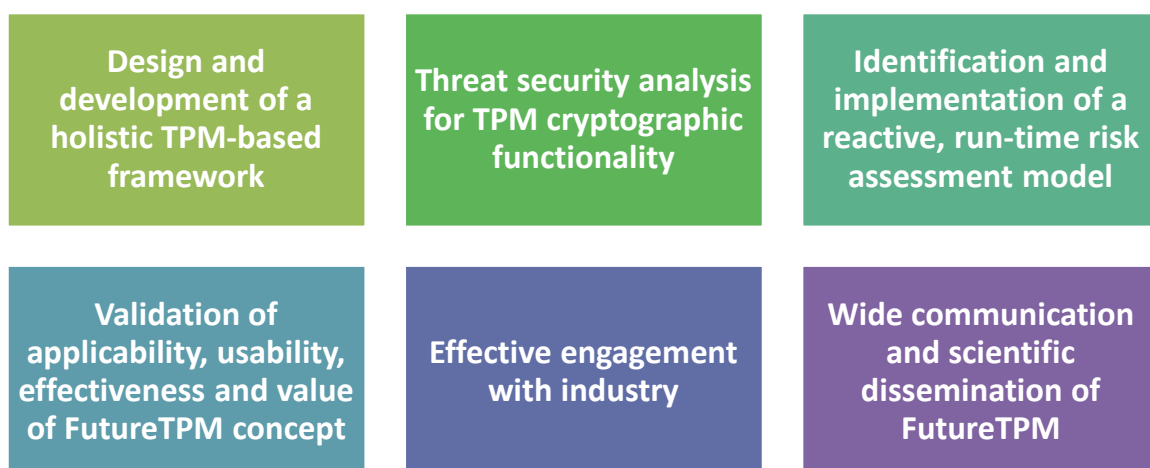 Design and
development of a
holistic TPM-based
framework
Threat security analysis
for TPM cryptographic
functionality
Identification and
implementation of a
reactive, run-time risk
assessment model
Validation of
applicability, usability,
effectiveness and value
of FutureTPM concept
Effective engagement
with industry
Wide communication
and scientific
dissemination of
FutureTPM